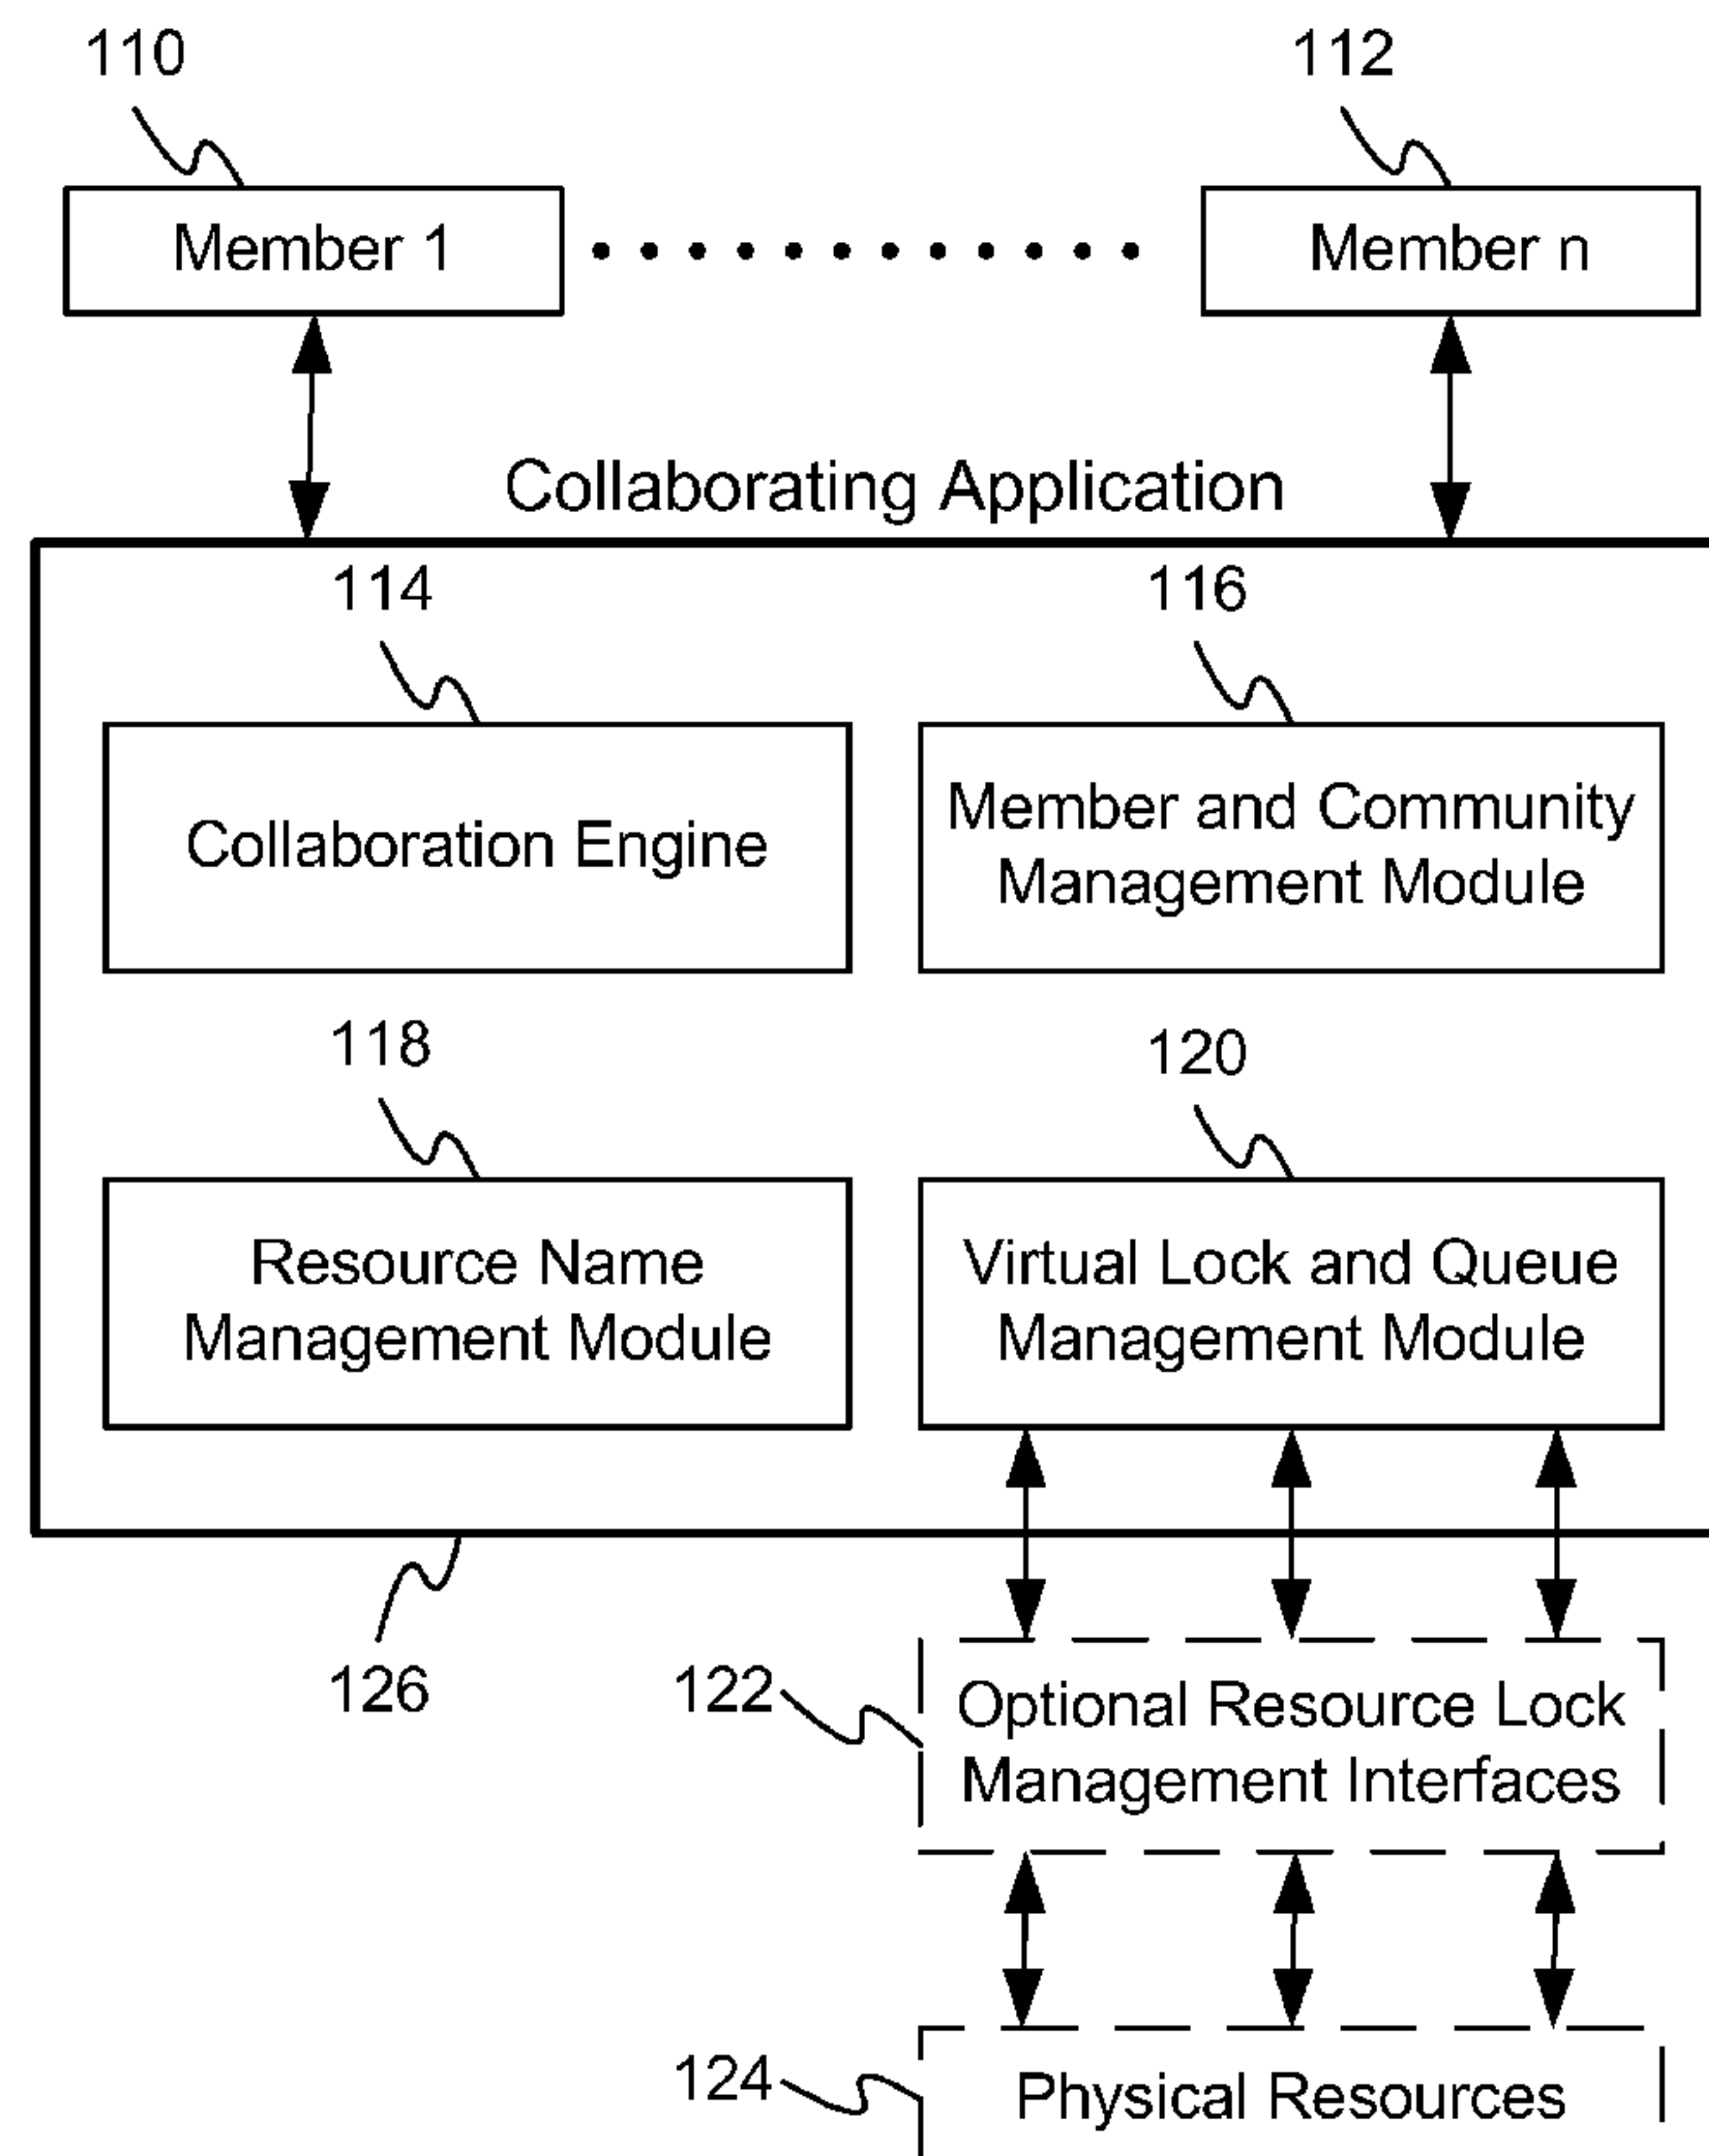 110
112
Member 1
Member n
Collaborating Application
114
116
Collaboration Engine
Member and Community
Management Module
118
120
Resource Name
Management Module
Virtual Lock and Queue
Management Module
126
122
Optional Resource Lock
Management Interfaces
124
Physical Resources